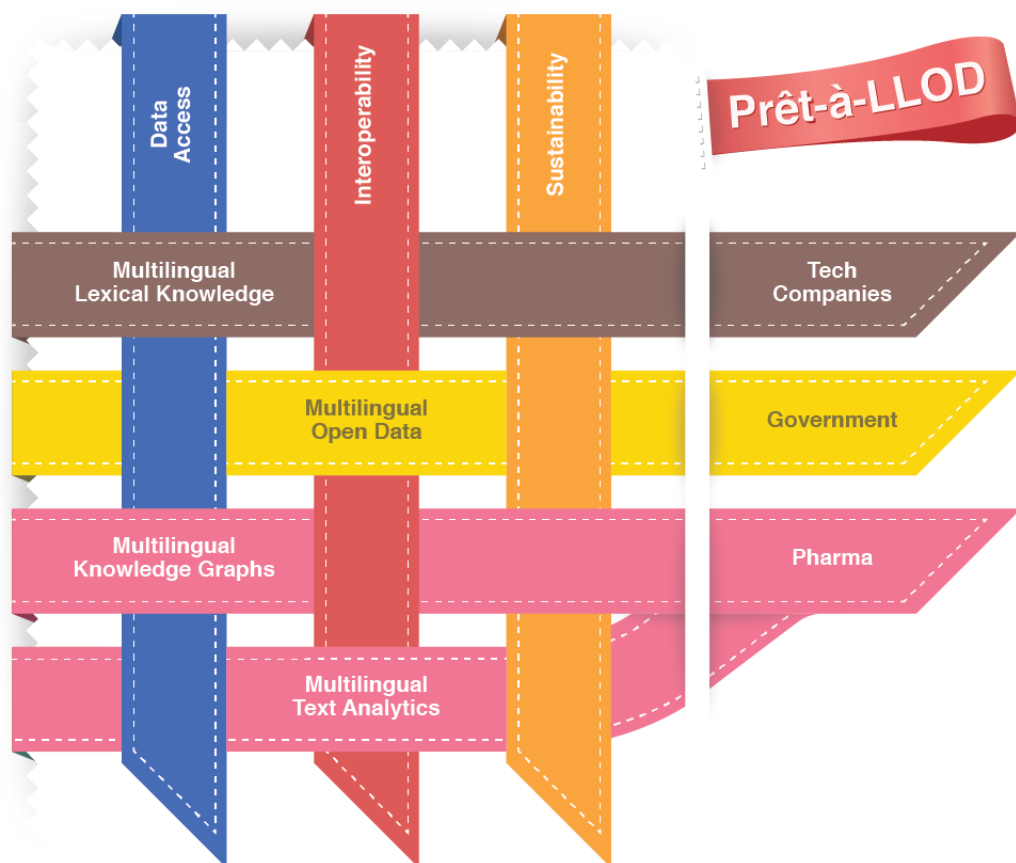 Data
Access
Interoperability
Sustainability
Prêt-à-LLOD
Multilingual
Lexical Knowledge
Tech
Companies
Multilingual
Open Data
Government
Multilingual
Knowledge Graphs
Pharma
Multilingual
Text Analytics